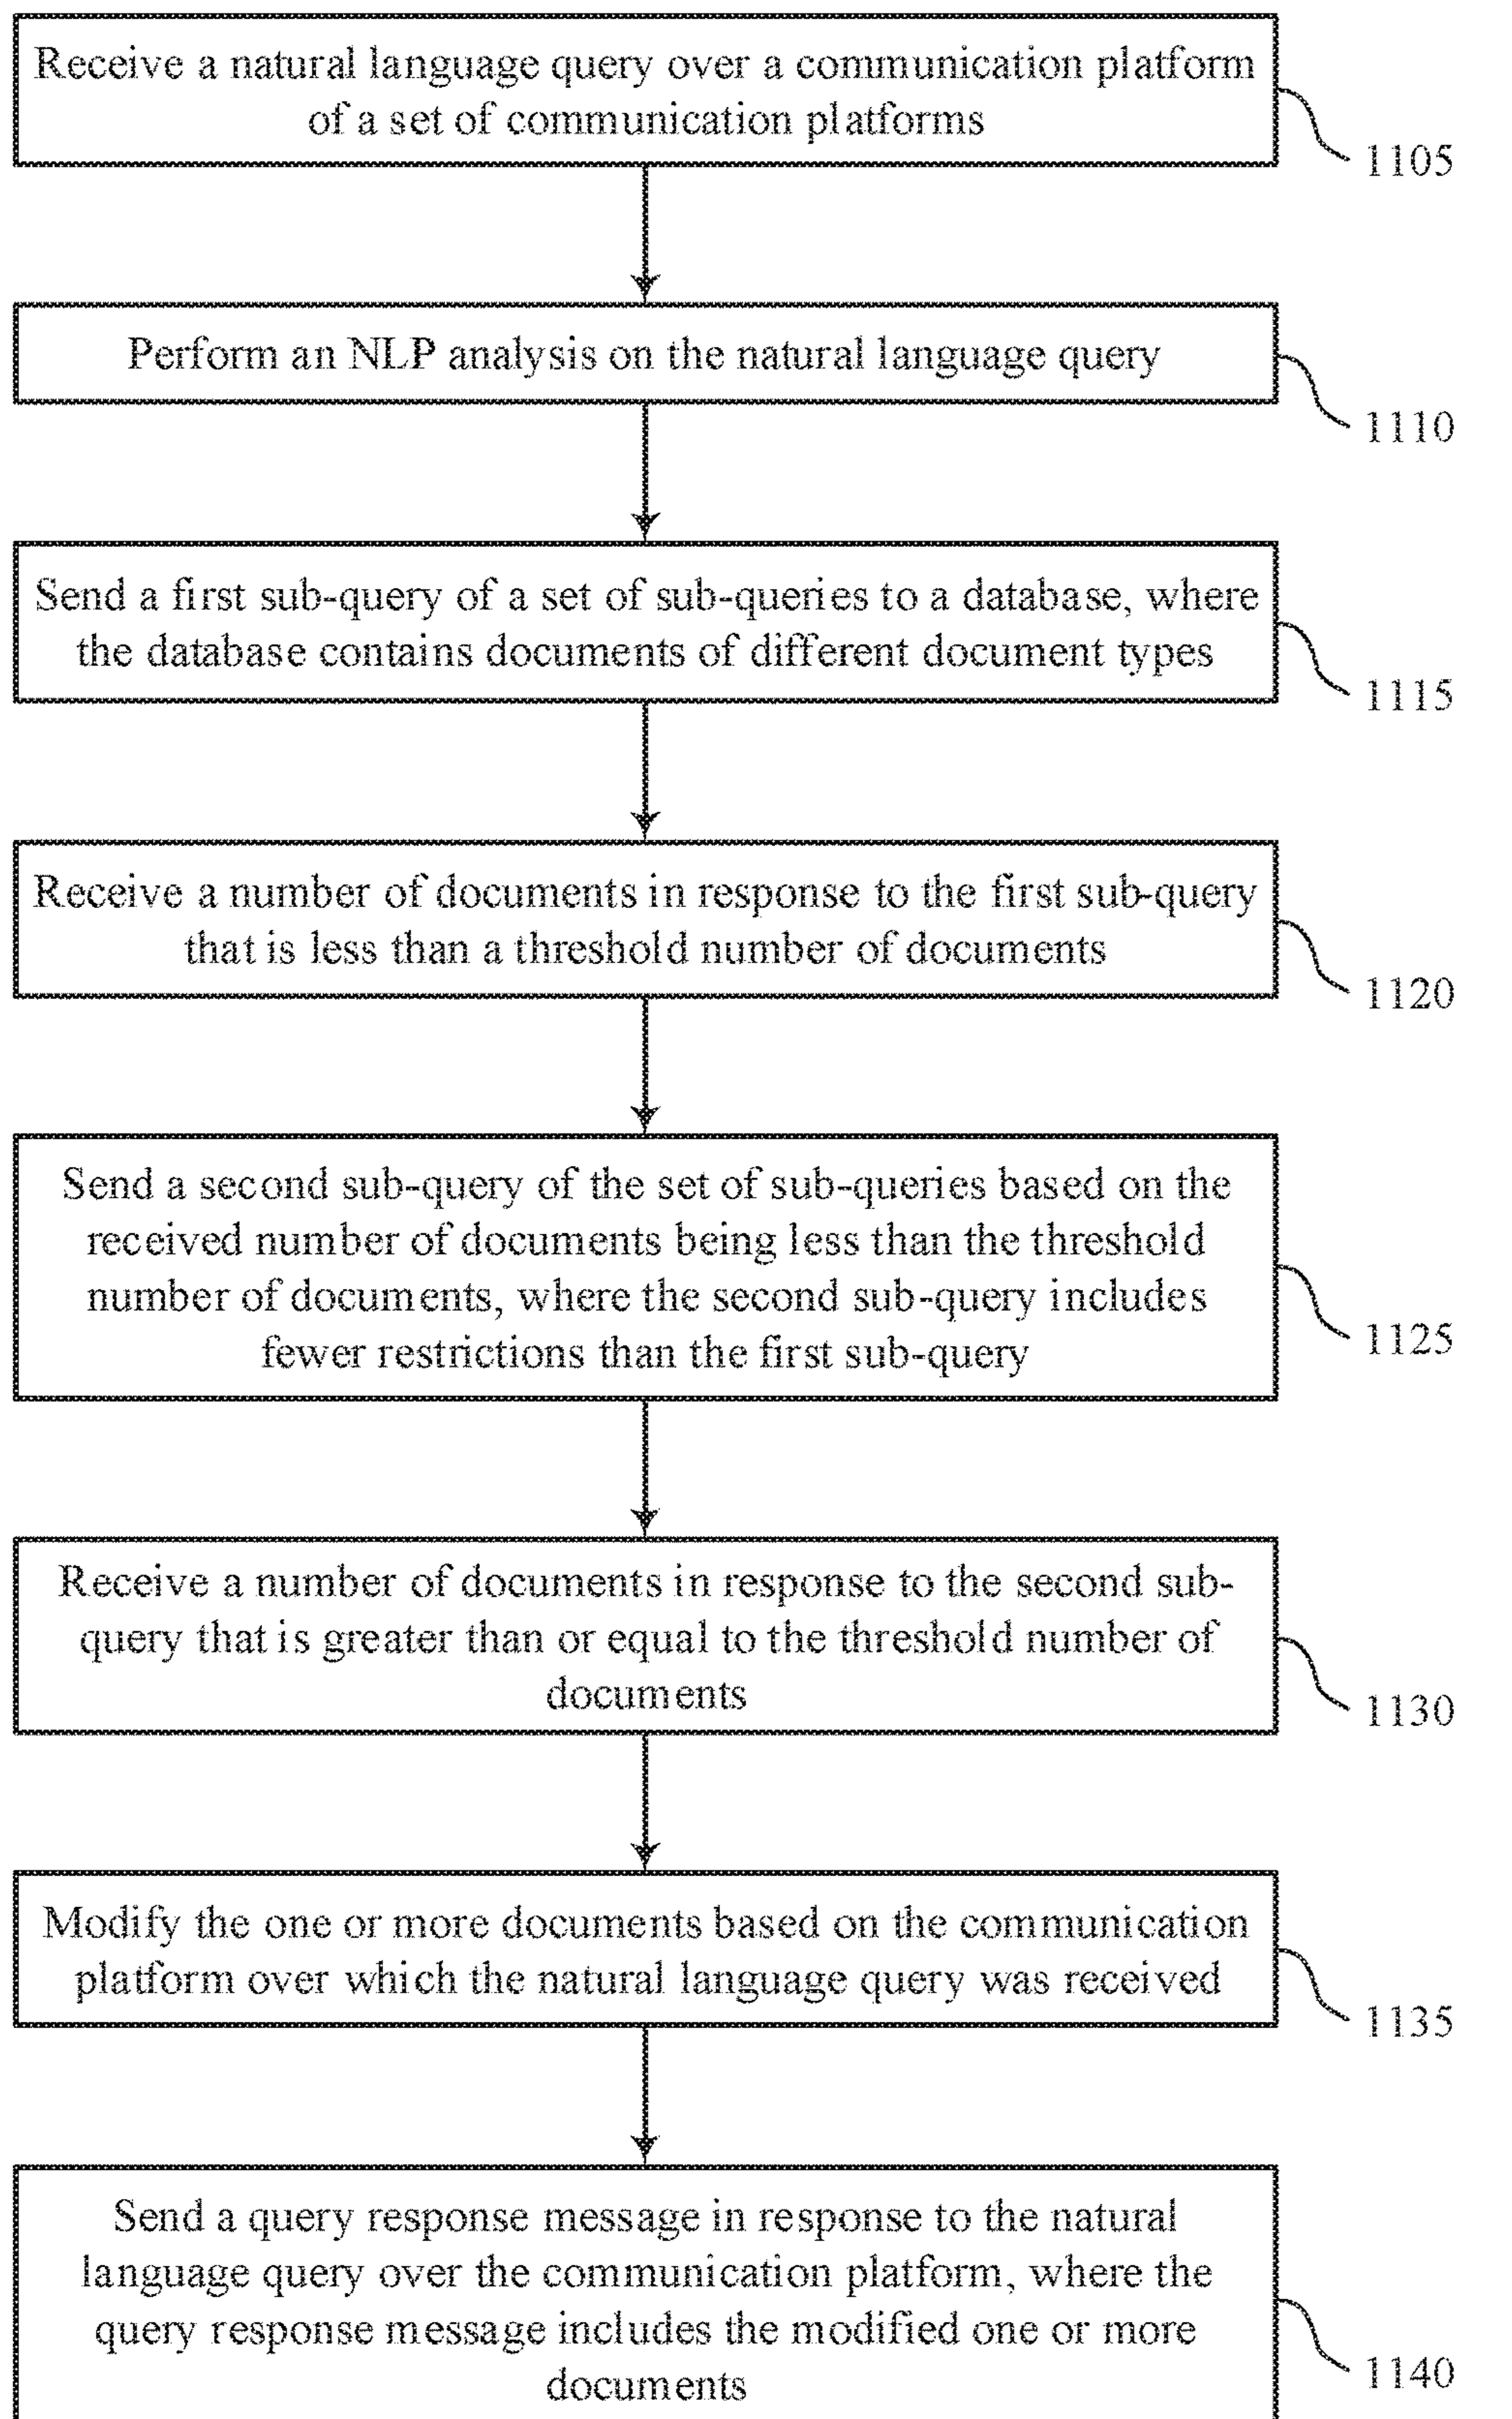 Receive a natural language query over a communication platform
of a set of communication platforms
1105
Perform an NLP analysis on the natural language query
1110
Send a first sub-query of a set of sub-queries to a database, where
the database contains documents of different document types
1115
Receive a number of documents in response to the first sub-query
that is less than a threshold number of documents
1120
Send a second sub-query of the set of sub-queries based on the
received number of documents being less than the threshold
number of documents, where the second sub-query includes
fewer restrictions than the first sub-query
1125
Receive a number of documents in response to the second sub-
query that is greater than or equal to the threshold number of
documents
1130
Modify the one or more documents based on the communication
platform over which the natural language query was received
1135
Send a query response message in response to the natural
language query over the communication platform, where the
query response message includes the modified one or more
documents
1140